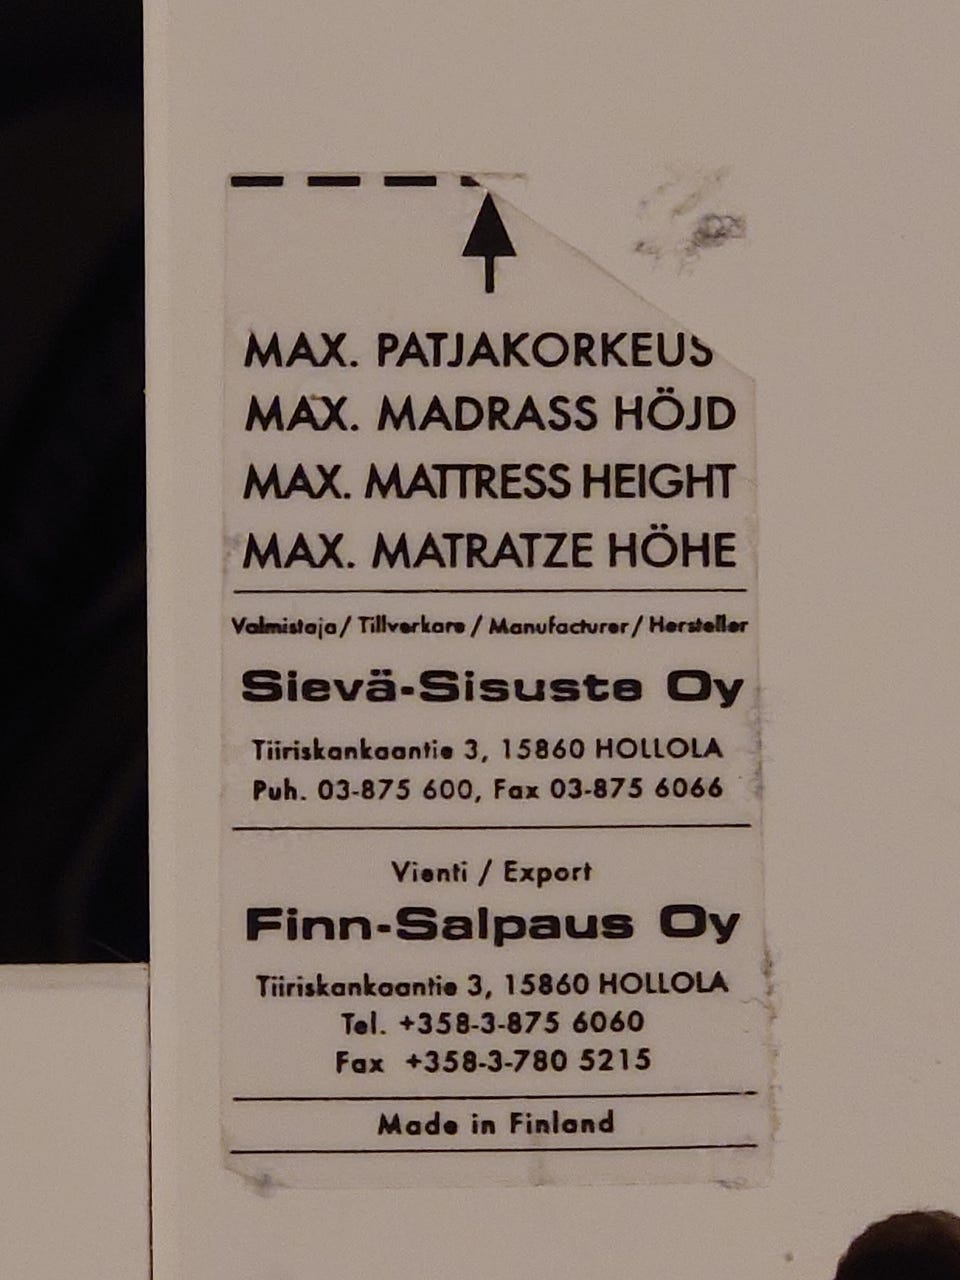 MAX. PATJAKORKEUS
MAX. MADRASS HÖJD
MAX. MATTRESS HEIGHT
MAX. MATRATZE HÖHE
Valmistaja / Tillverkare / Manufacturer / Hersteller
Sievä-Sisuste Oy
Tiiriskankaantie 3, 15860 HOLLOLA
Puh. 03-875 600, Fax 03-875 6066
Vienti / Export
Finn-Salpaus Oy
Tiiriskankaantie 3, 15860 HOLLOLA
Tel. +358-3-875 6060
Fax +358-3-780 5215
Made in Finland